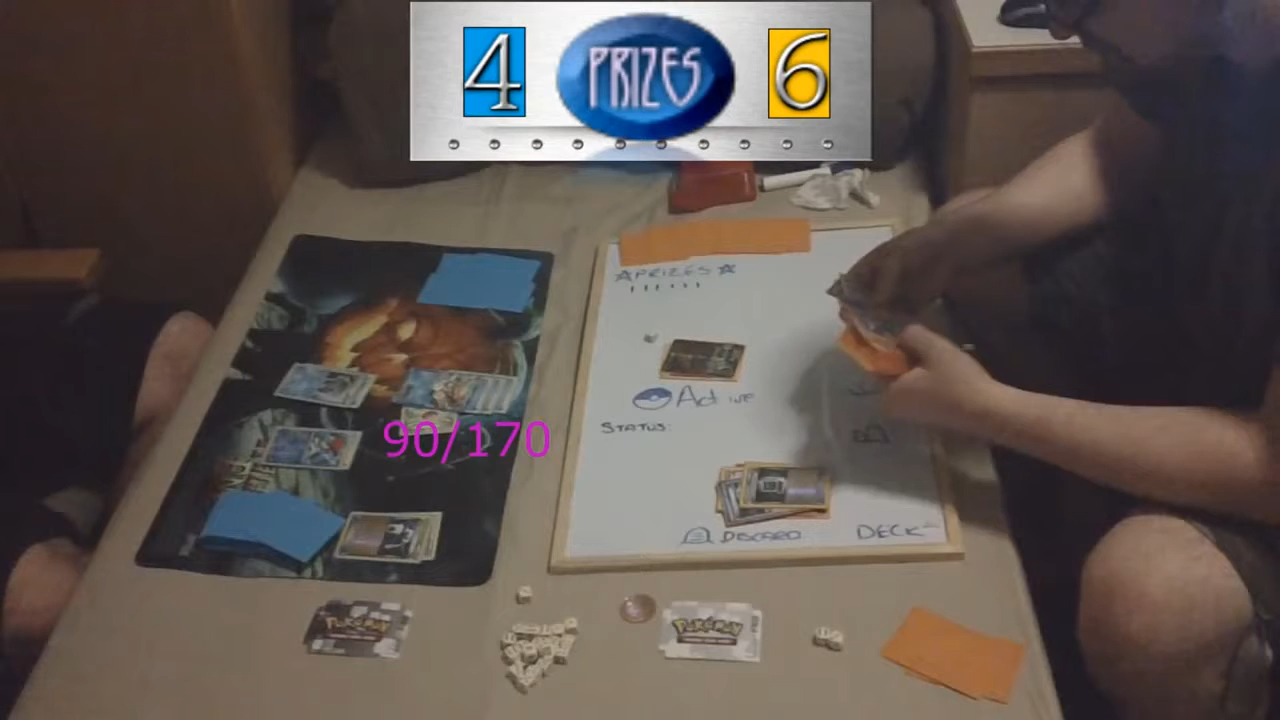 4 PRIZES 6
☆PRIZES☆
Active
STATUS:
90/170
DISCARD
DECK
POKéMON
POKéMON